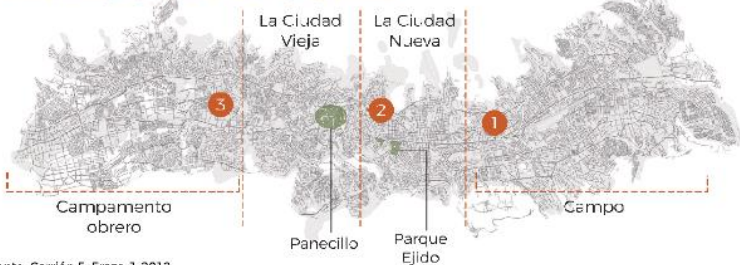 La Ciudad
Vieja
La Ciudad
Nueva
3
2
1
Campamento
obrero
Panecillo
Parque
Ejido
Campo